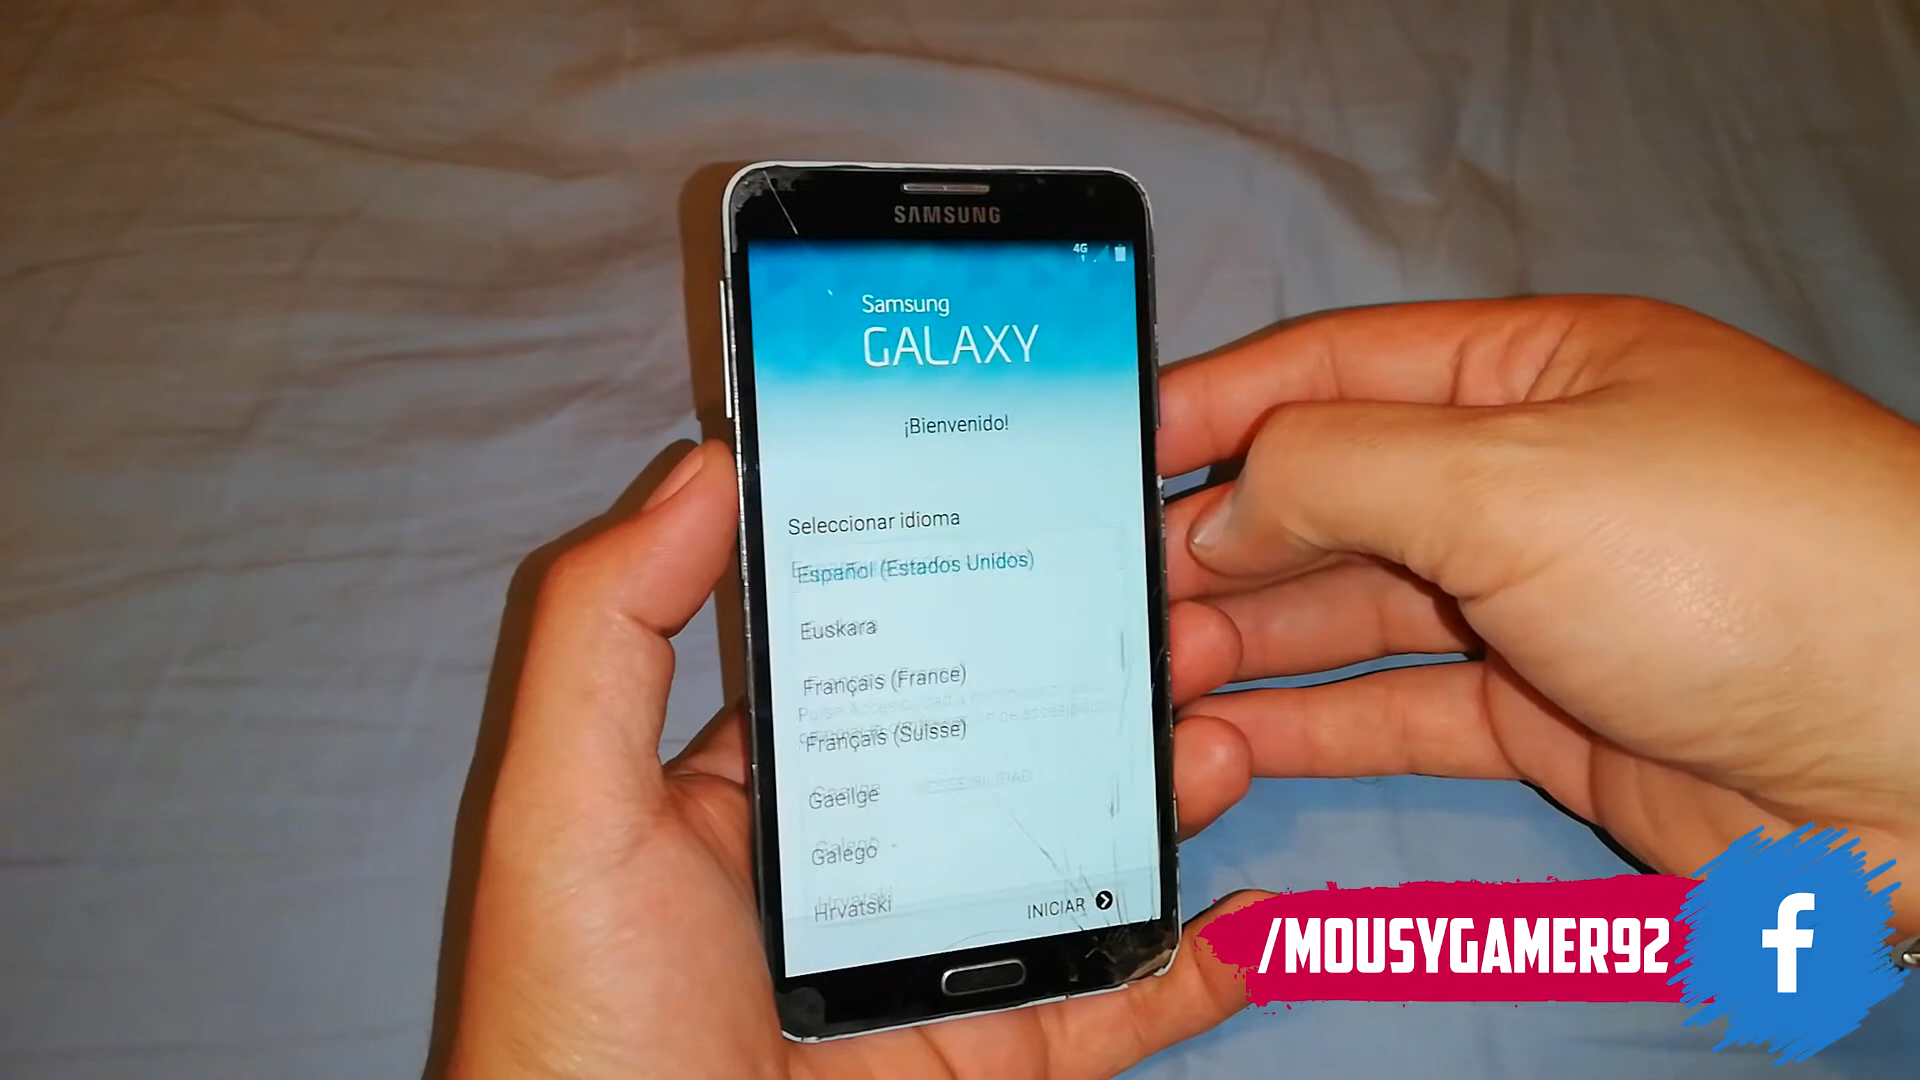 SAMSUNG
4G
Samsung
GALAXY
¡Bienvenido!
Seleccionar idioma
Español (Estados Unidos)
Euskara
Français (France)
Français (Suisse)
Gaeilge
ACCESIBILIDAD
Galego
Hrvatski
INICIAR
/MOUSYGAMER92
f